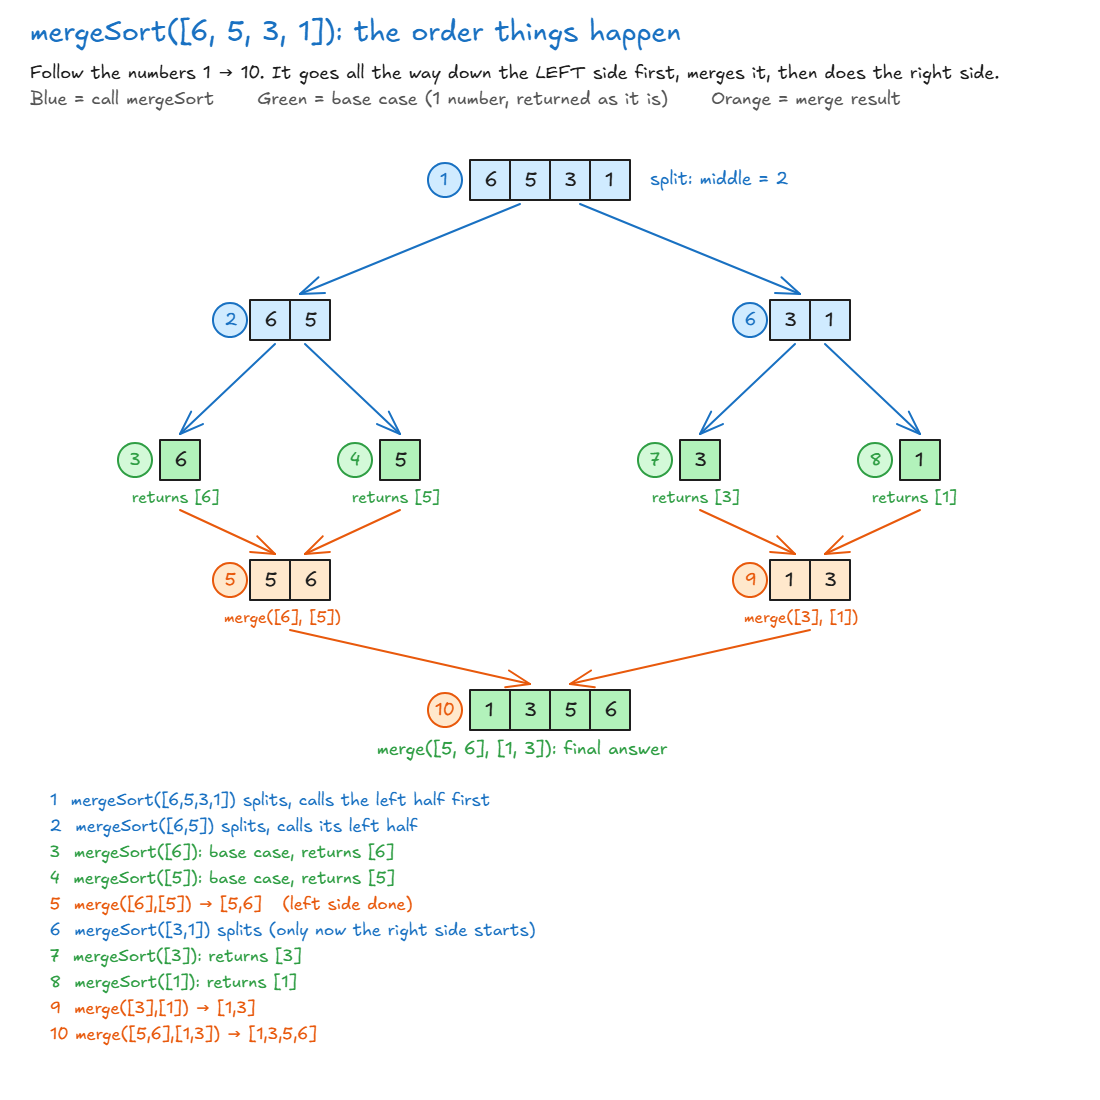 mergeSort([6, 5, 3, 1]): the order things happen
Follow the numbers 1 → 10. It goes all the way down the LEFT side first, merges it, then does the right side.
Blue = call mergeSort Green = base case (1 number, returned as it is) Orange = merge result
1 6 5 3 1 split: middle = 2
2 6 5 6 3 1
3 6 4 5 7 3 8 1
returns [6] returns [5] returns [3] returns [1]
5 5 6 9 1 3
merge([6], [5]) merge([3], [1])
10 1 3 5 6
merge([5, 6], [1, 3]): final answer
1 mergeSort([6,5,3,1]) splits, calls the left half first
2 mergeSort([6,5]) splits, calls its left half
3 mergeSort([6]): base case, returns [6]
4 mergeSort([5]): base case, returns [5]
5 merge([6],[5]) → [5,6] (left side done)
6 mergeSort([3,1]) splits (only now the right side starts)
7 mergeSort([3]): returns [3]
8 mergeSort([1]): returns [1]
9 merge([3],[1]) → [1,3]
10 merge([5,6],[1,3]) → [1,3,5,6]